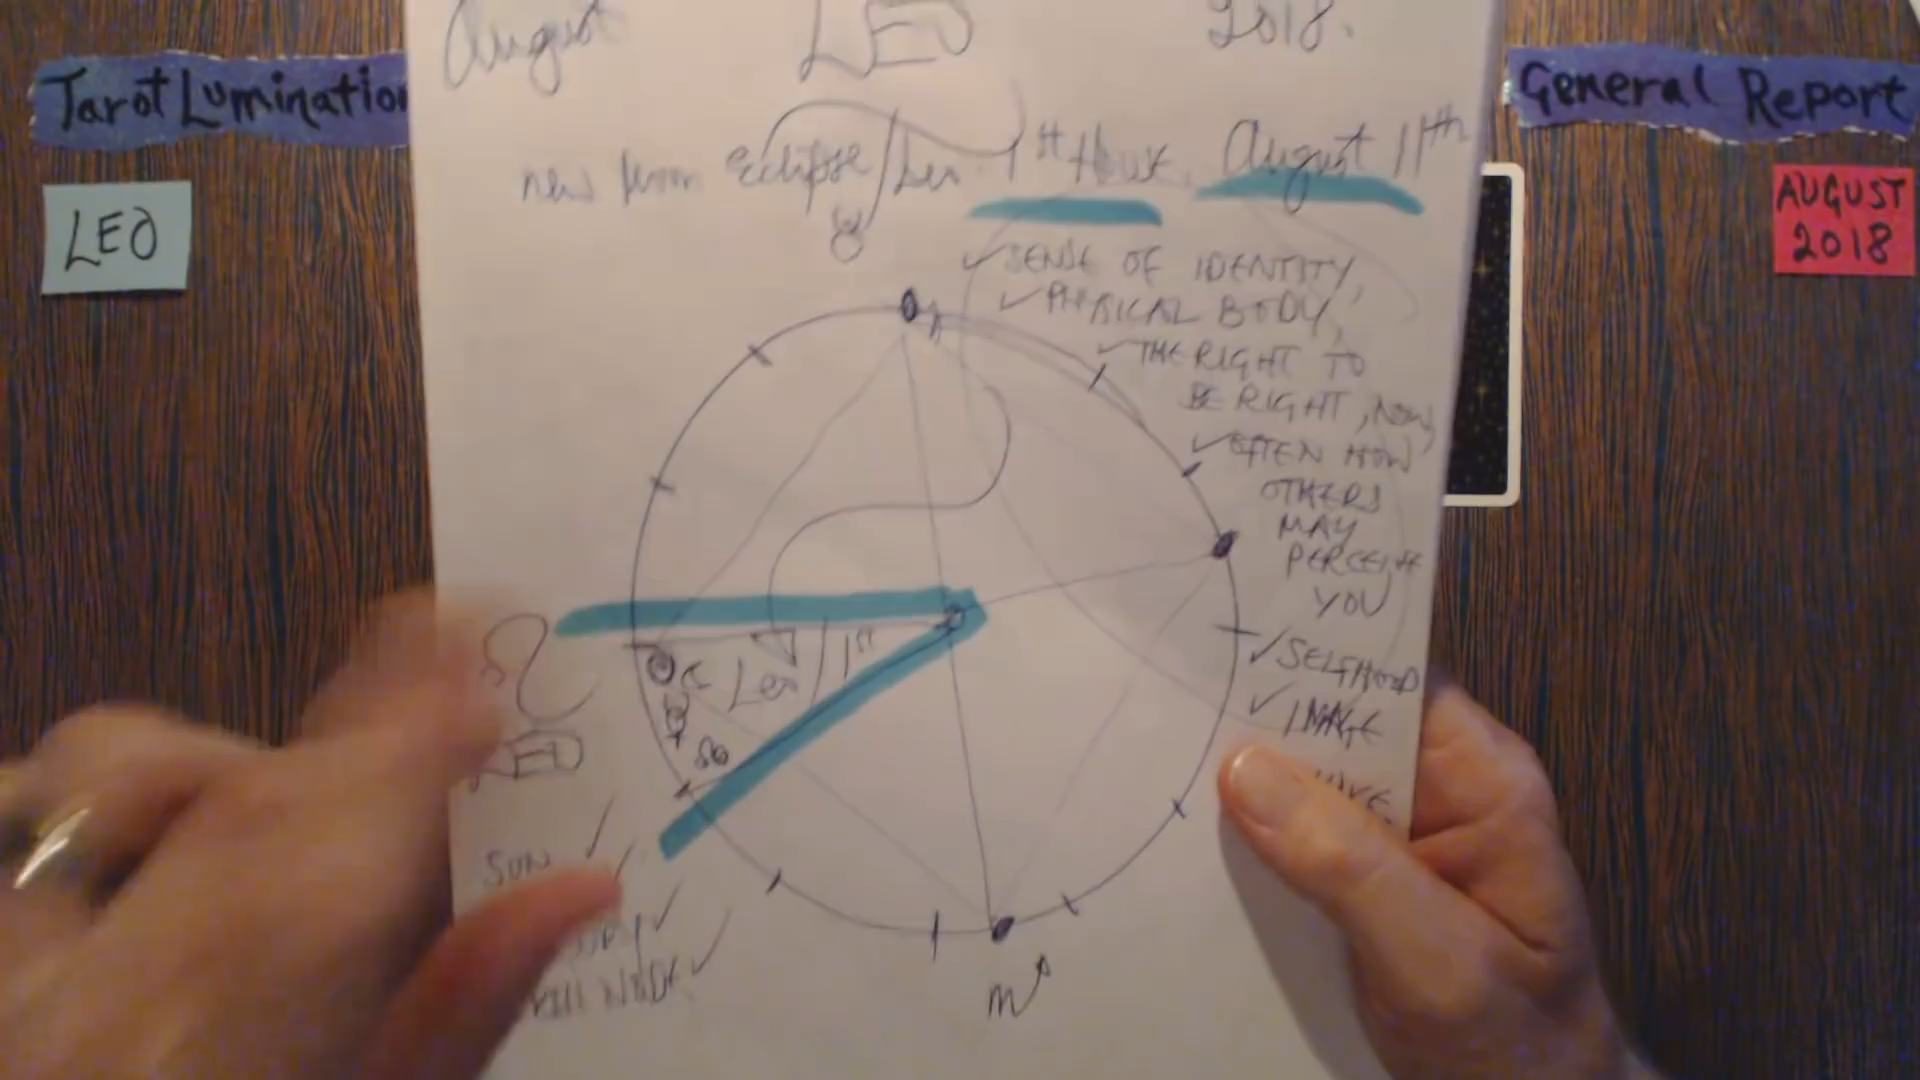 August LEO 2018.
Tarot Lumination
General Report
LEO
AUGUST
2018
new moon Eclipse/Leo 1st House, August 11th
✓ SENSE OF IDENTITY,
✓ PHYSICAL BODY,
✓ THE RIGHT TO
BE RIGHT, NOW,
✓ OFTEN HOW
OTHERS
MAY
PERCEIVE
YOU
✓ SELFHOOD
✓ IMAGE
Leo/1st
LEO
SUN ✓
NODE ✓